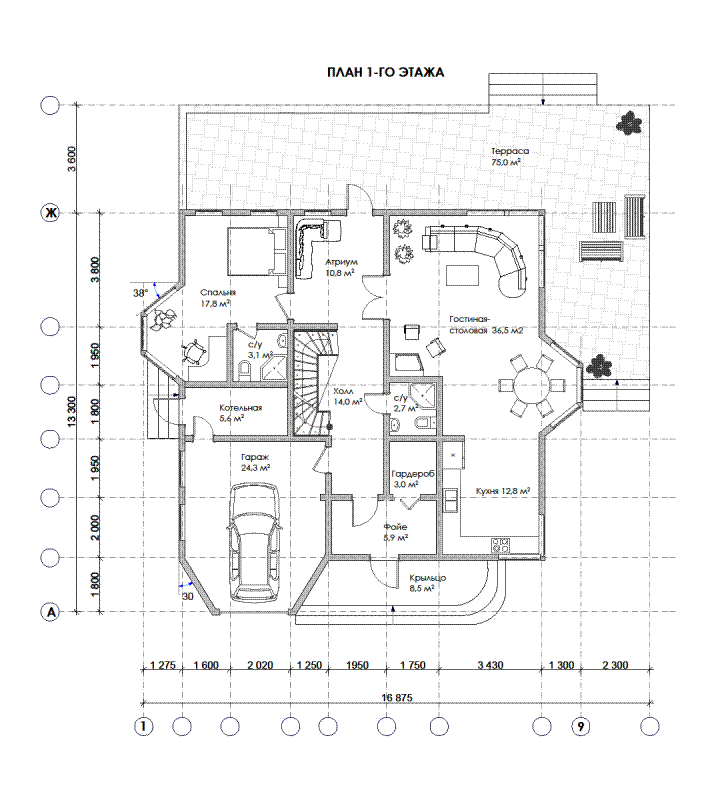 ПЛАН 1-ГО ЭТАЖА
3 600
Терраса
75,0 м²
Ж
3 800
Атриум
10,8 м²
38°
Спальня
17,8 м²
Гостиная-
столовая 36,5 м2
1 950
с/у
3,1 м²
13 300
1 800
Холл
14,0 м²
с/у
2,7 м²
Котельная
5,6 м²
1 950
Гараж
24,3 м²
Гардероб
3,0 м²
Кухня 12,8 м²
2 000
Фойе
5,9 м²
1 800
30
Крыльцо
8,5 м²
А
1 275 1 600 2 020 1 250 1950 1 750 3 430 1 300 2 300
16 875
1 9